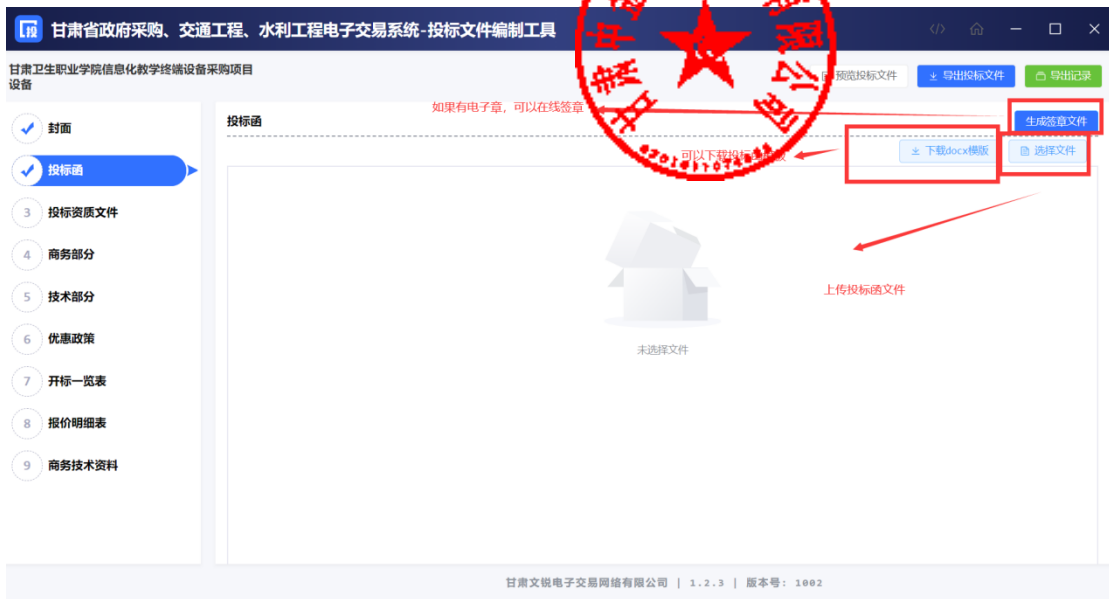 投 甘肃省政府采购、交通工程、水利工程电子交易系统-投标文件编制工具
甘肃卫生职业学院信息化教学终端设备采购项目
设备
预览投标文件
导出投标文件
导出记录
封面
投标函
3 投标资质文件
4 商务部分
5 技术部分
6 优惠政策
7 开标一览表
8 报价明细表
9 商务技术资料
投标函
如果有电子章，可以在线签章
生成签章文件
可以下载投标函模版
下载docx模版
选择文件
上传投标函文件
未选择文件
甘肃文锐电子交易网络有限公司 | 1.2.3 | 版本号: 1002